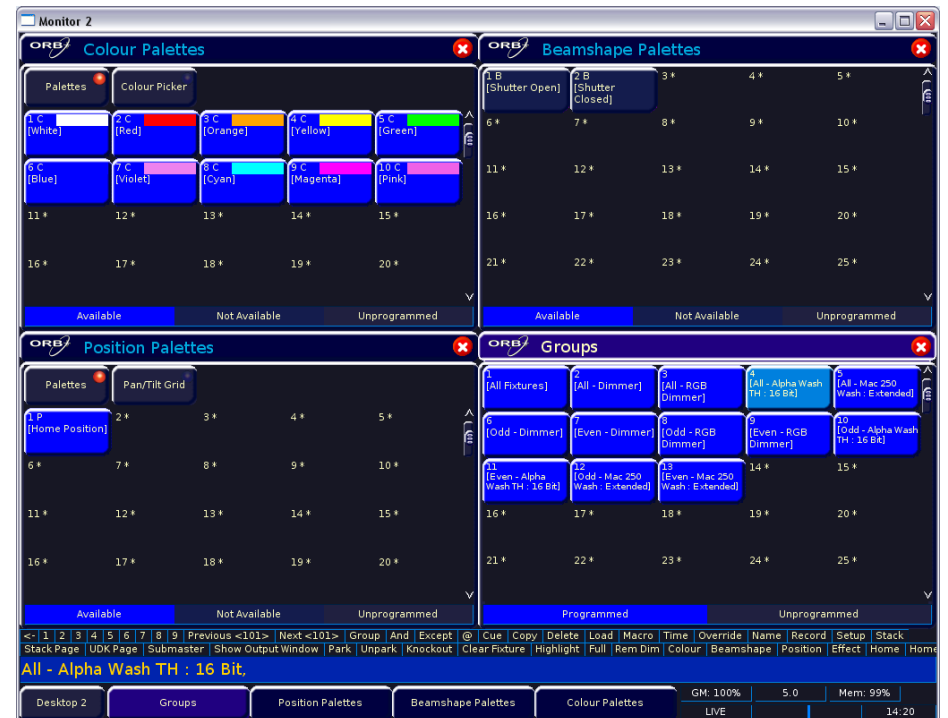 Monitor 2
ORB Colour Palettes
Palettes Colour Picker
1 C 2 C 3 C 4 C 5 C
[White] [Red] [Orange] [Yellow] [Green]
6 C 7 C 8 C 9 C 10 C
[Blue] [Violet] [Cyan] [Magenta] [Pink]
11 * 12 * 13 * 14 * 15 *
16 * 17 * 18 * 19 * 20 *
Available Not Available Unprogrammed
ORB Beamshape Palettes
1 B 2 B 3 * 4 * 5 *
[Shutter Open] [Shutter
Closed]
6 * 7 * 8 * 9 * 10 *
11 * 12 * 13 * 14 * 15 *
16 * 17 * 18 * 19 * 20 *
21 * 22 * 23 * 24 * 25 *
Available Not Available Unprogrammed
ORB Position Palettes
Palettes Pan/Tilt Grid
1 P 2 * 3 * 4 * 5 *
[Home Position]
6 * 7 * 8 * 9 * 10 *
11 * 12 * 13 * 14 * 15 *
16 * 17 * 18 * 19 * 20 *
Available Not Available Unprogrammed
ORB Groups
1 2 3 4 5
[All Fixtures] [All - Dimmer] [All - RGB [All - Alpha Wash [All - Mac 250
Dimmer] TH : 16 Bit] Wash : Extended]
6 7 8 9 10
[Odd - Dimmer] [Even - Dimmer] [Odd - RGB [Even - RGB [Odd - Alpha Wash
Dimmer] Dimmer] TH : 16 Bit]
11 12 13 14 * 15 *
[Even - Alpha [Odd - Mac 250 [Even - Mac 250
Wash TH : 16 Bit] Wash : Extended] Wash : Extended]
16 * 17 * 18 * 19 * 20 *
21 * 22 * 23 * 24 * 25 *
Programmed Unprogrammed
<- 1 2 3 4 5 6 7 8 9 Previous <101> Next <101> Group And Except @ Cue Copy Delete Load Macro Time Override Name Record Setup Stack
Stack Page UDK Page Submaster Show Output Window Park Unpark Knockout Clear Fixture Highlight Full Rem Dim Colour Beamshape Position Effect Home Home
All - Alpha Wash TH : 16 Bit,
Desktop 2 Groups Position Palettes Beamshape Palettes Colour Palettes GM: 100% 5.0 Mem: 99%
LIVE 14:20